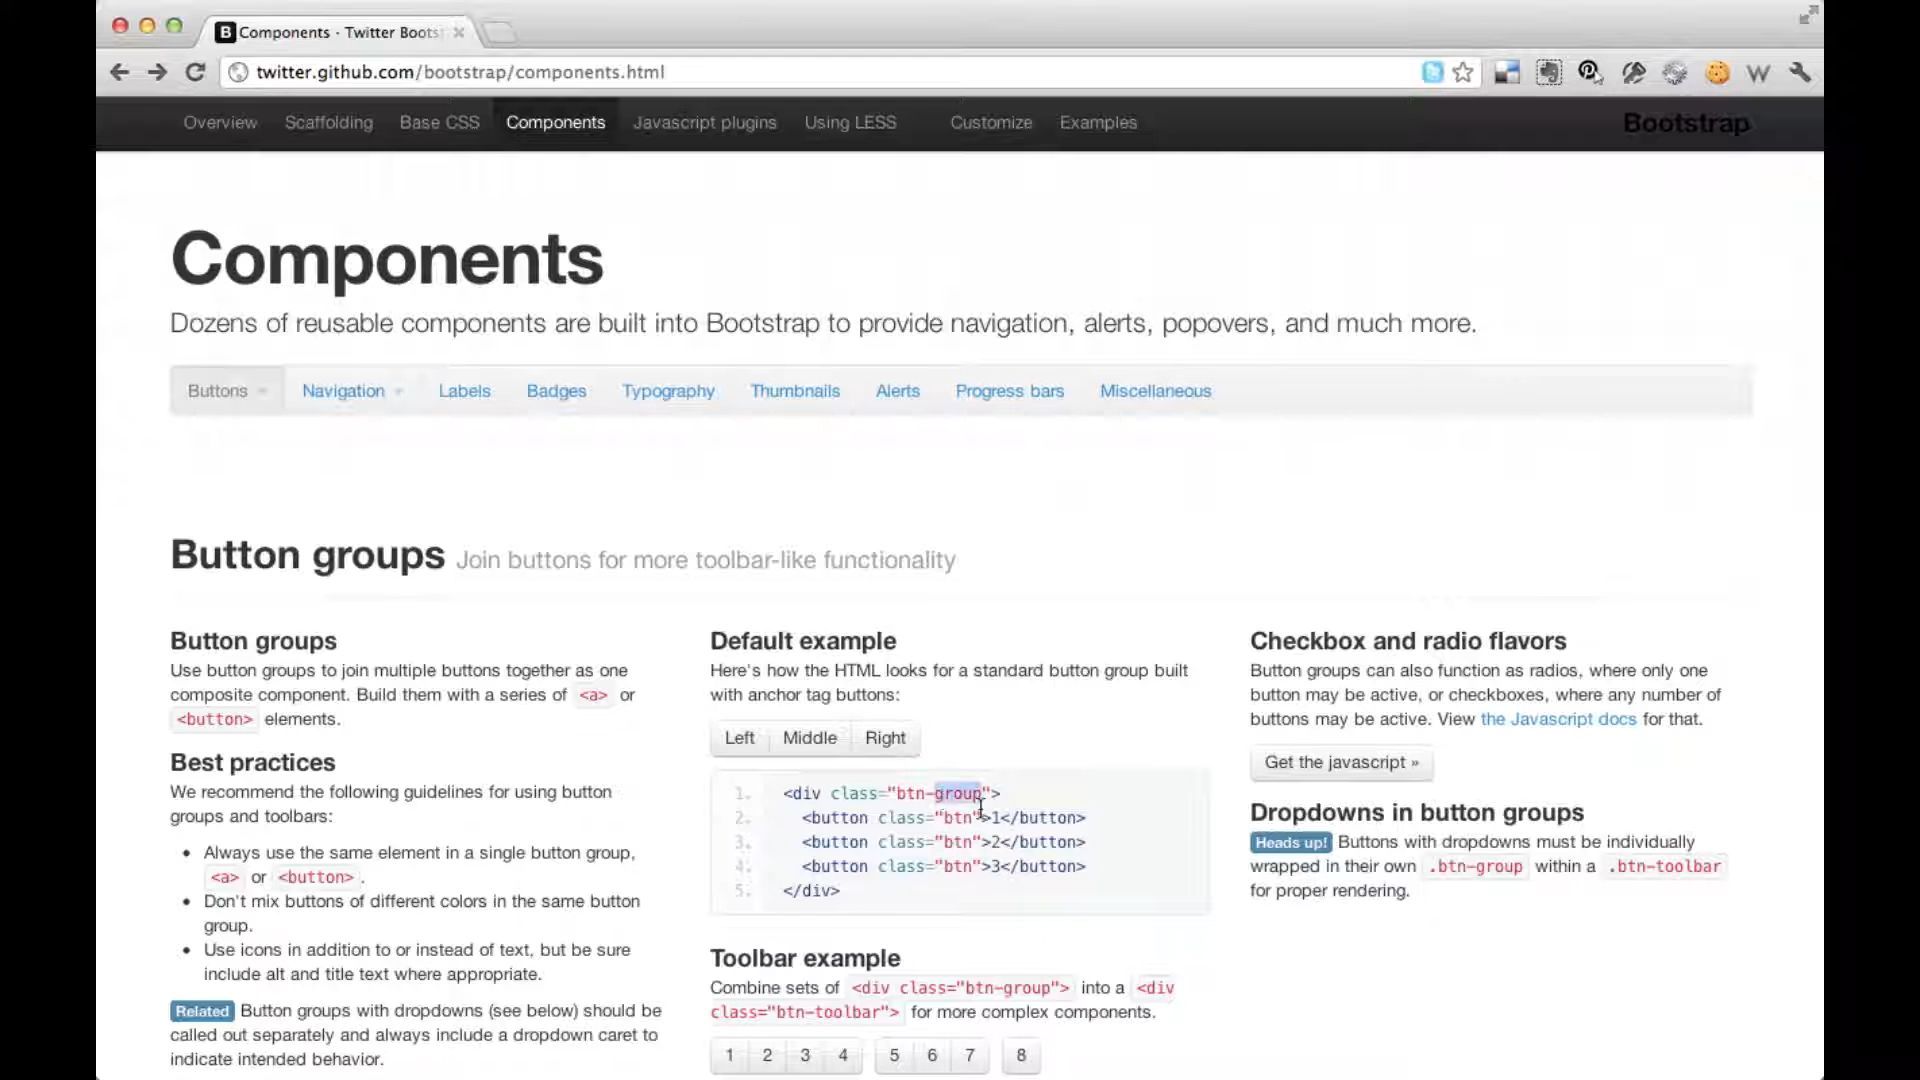 Components · Twitter Boots
twitter.github.com/bootstrap/components.html
Overview Scaffolding Base CSS Components Javascript plugins Using LESS Customize Examples Bootstrap
Components
Dozens of reusable components are built into Bootstrap to provide navigation, alerts, popovers, and much more.
Buttons Navigation Labels Badges Typography Thumbnails Alerts Progress bars Miscellaneous
Button groups Join buttons for more toolbar-like functionality
Button groups
Use button groups to join multiple buttons together as one
composite component. Build them with a series of <a> or
<button> elements.
Best practices
We recommend the following guidelines for using button
groups and toolbars:
• Always use the same element in a single button group,
<a> or <button>.
• Don't mix buttons of different colors in the same button
group.
• Use icons in addition to or instead of text, but be sure
include alt and title text where appropriate.
Related Button groups with dropdowns (see below) should be
called out separately and always include a dropdown caret to
indicate intended behavior.
Default example
Here's how the HTML looks for a standard button group built
with anchor tag buttons:
Left Middle Right
1. <div class="btn-group">
2. <button class="btn">1</button>
3. <button class="btn">2</button>
4. <button class="btn">3</button>
5. </div>
Toolbar example
Combine sets of <div class="btn-group"> into a <div
class="btn-toolbar"> for more complex components.
1 2 3 4 5 6 7 8
Checkbox and radio flavors
Button groups can also function as radios, where only one
button may be active, or checkboxes, where any number of
buttons may be active. View the Javascript docs for that.
Get the javascript »
Dropdowns in button groups
Heads up! Buttons with dropdowns must be individually
wrapped in their own .btn-group within a .btn-toolbar
for proper rendering.